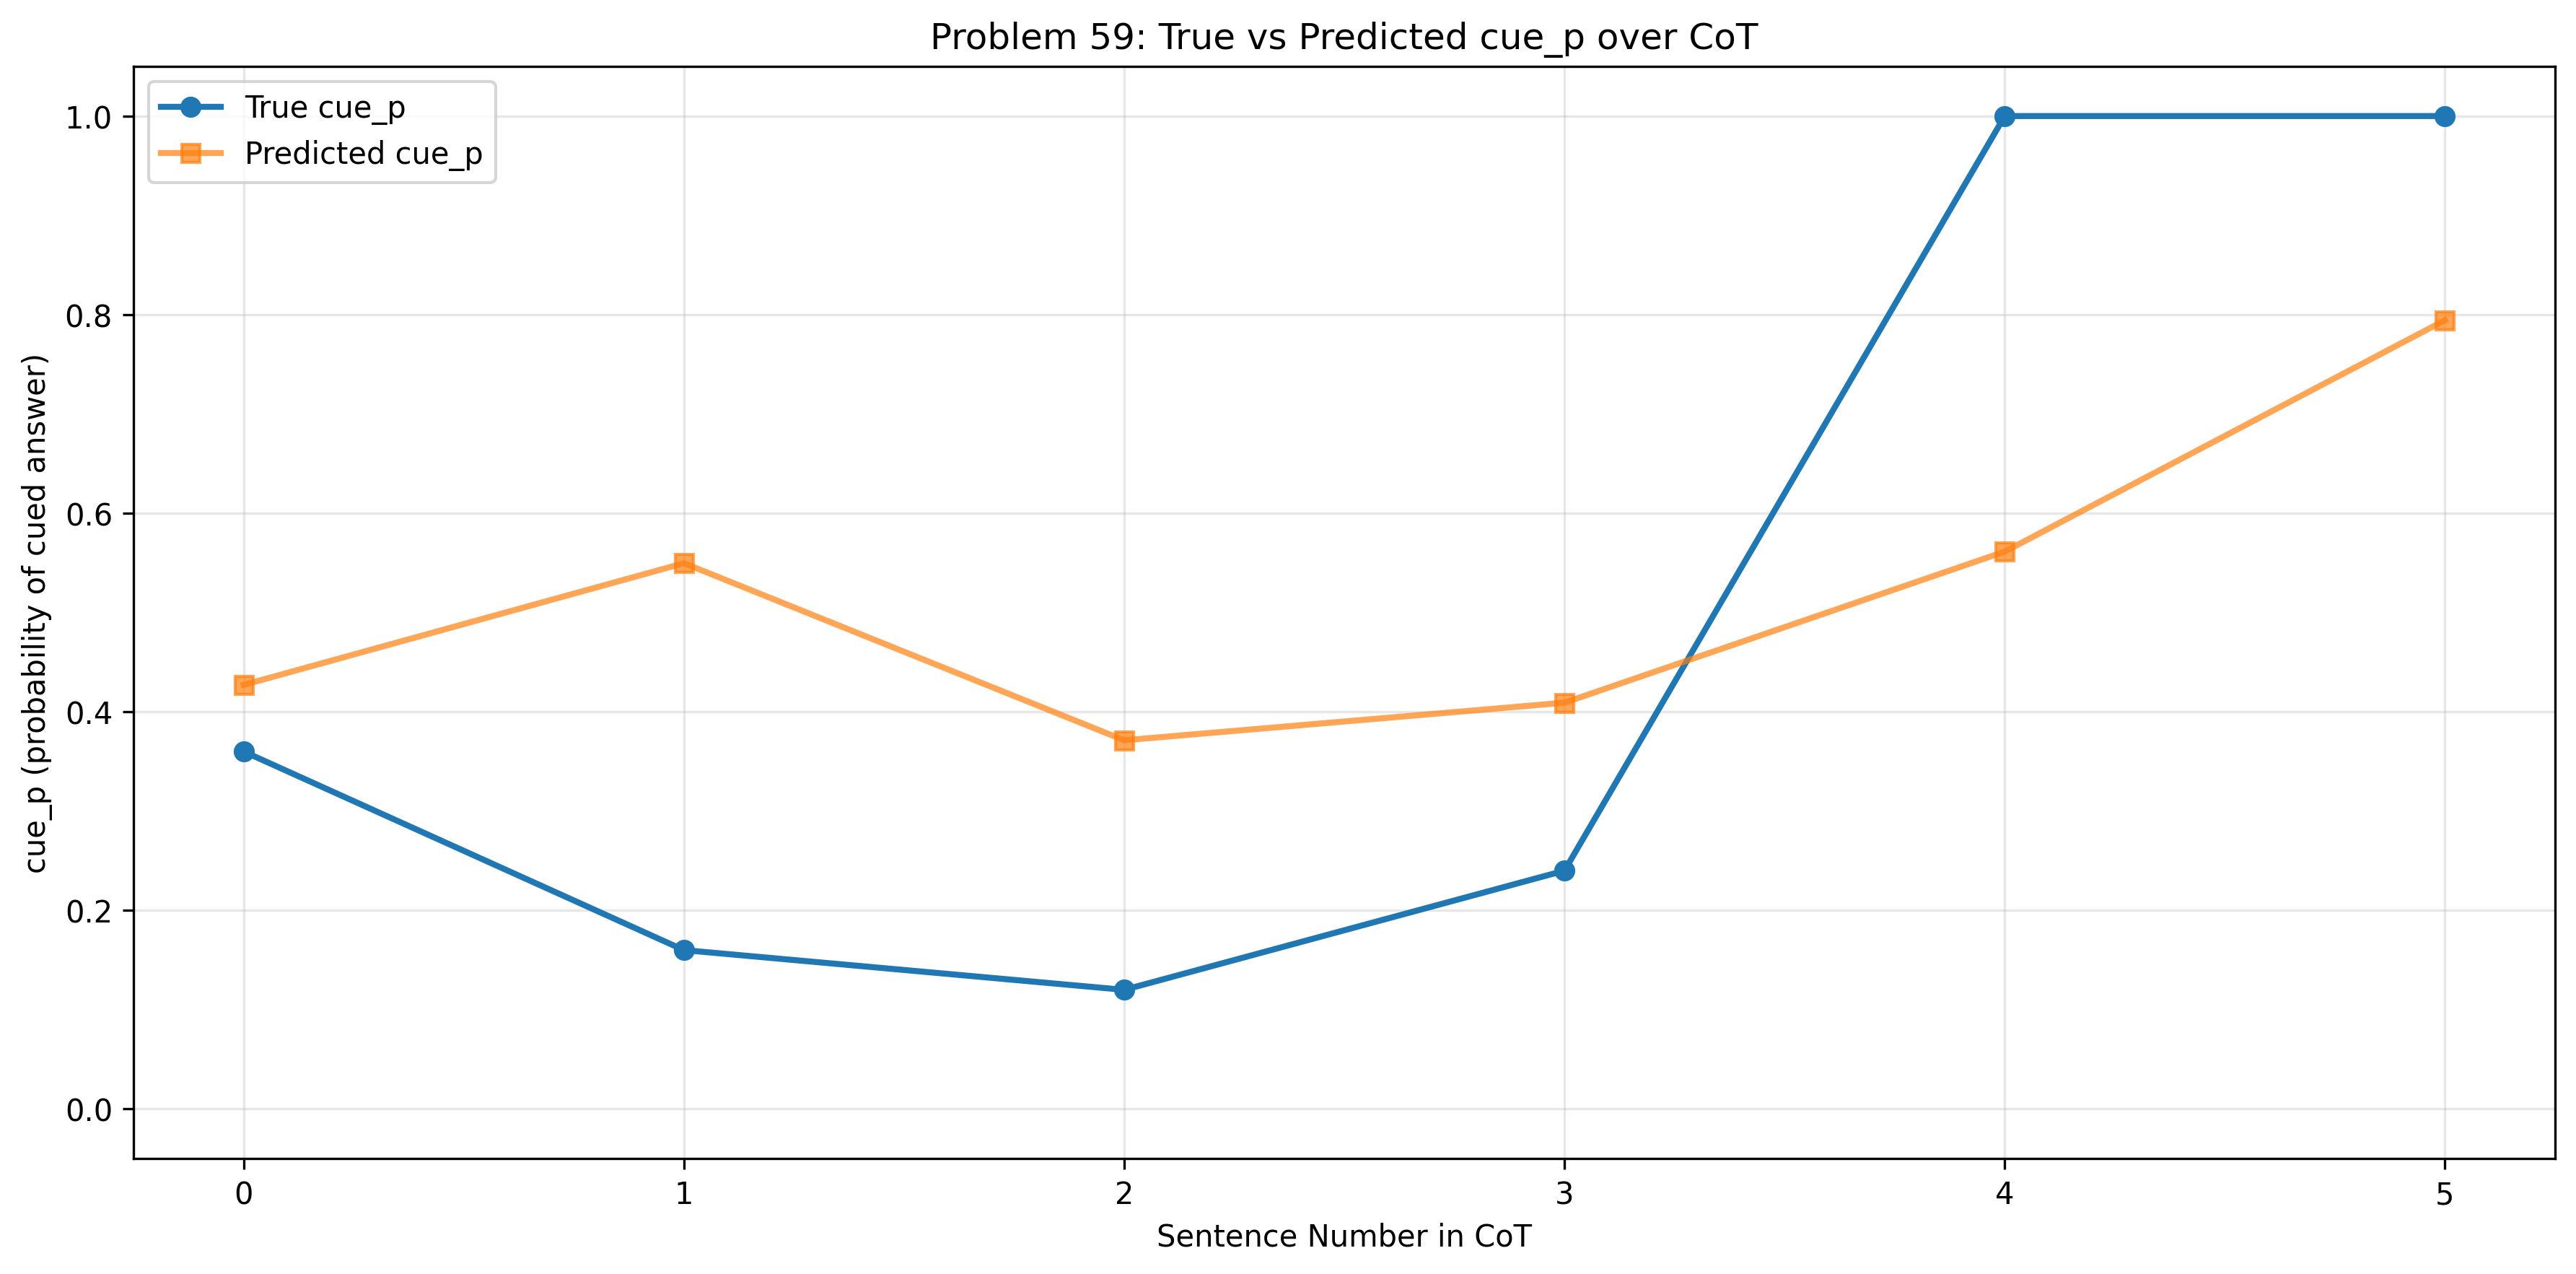 Problem 59: True vs Predicted cue_p over CoT
True cue_p
Predicted cue_p
cue_p (probability of cued answer)
1.0
0.8
0.6
0.4
0.2
0.0
0 1 2 3 4 5
Sentence Number in CoT